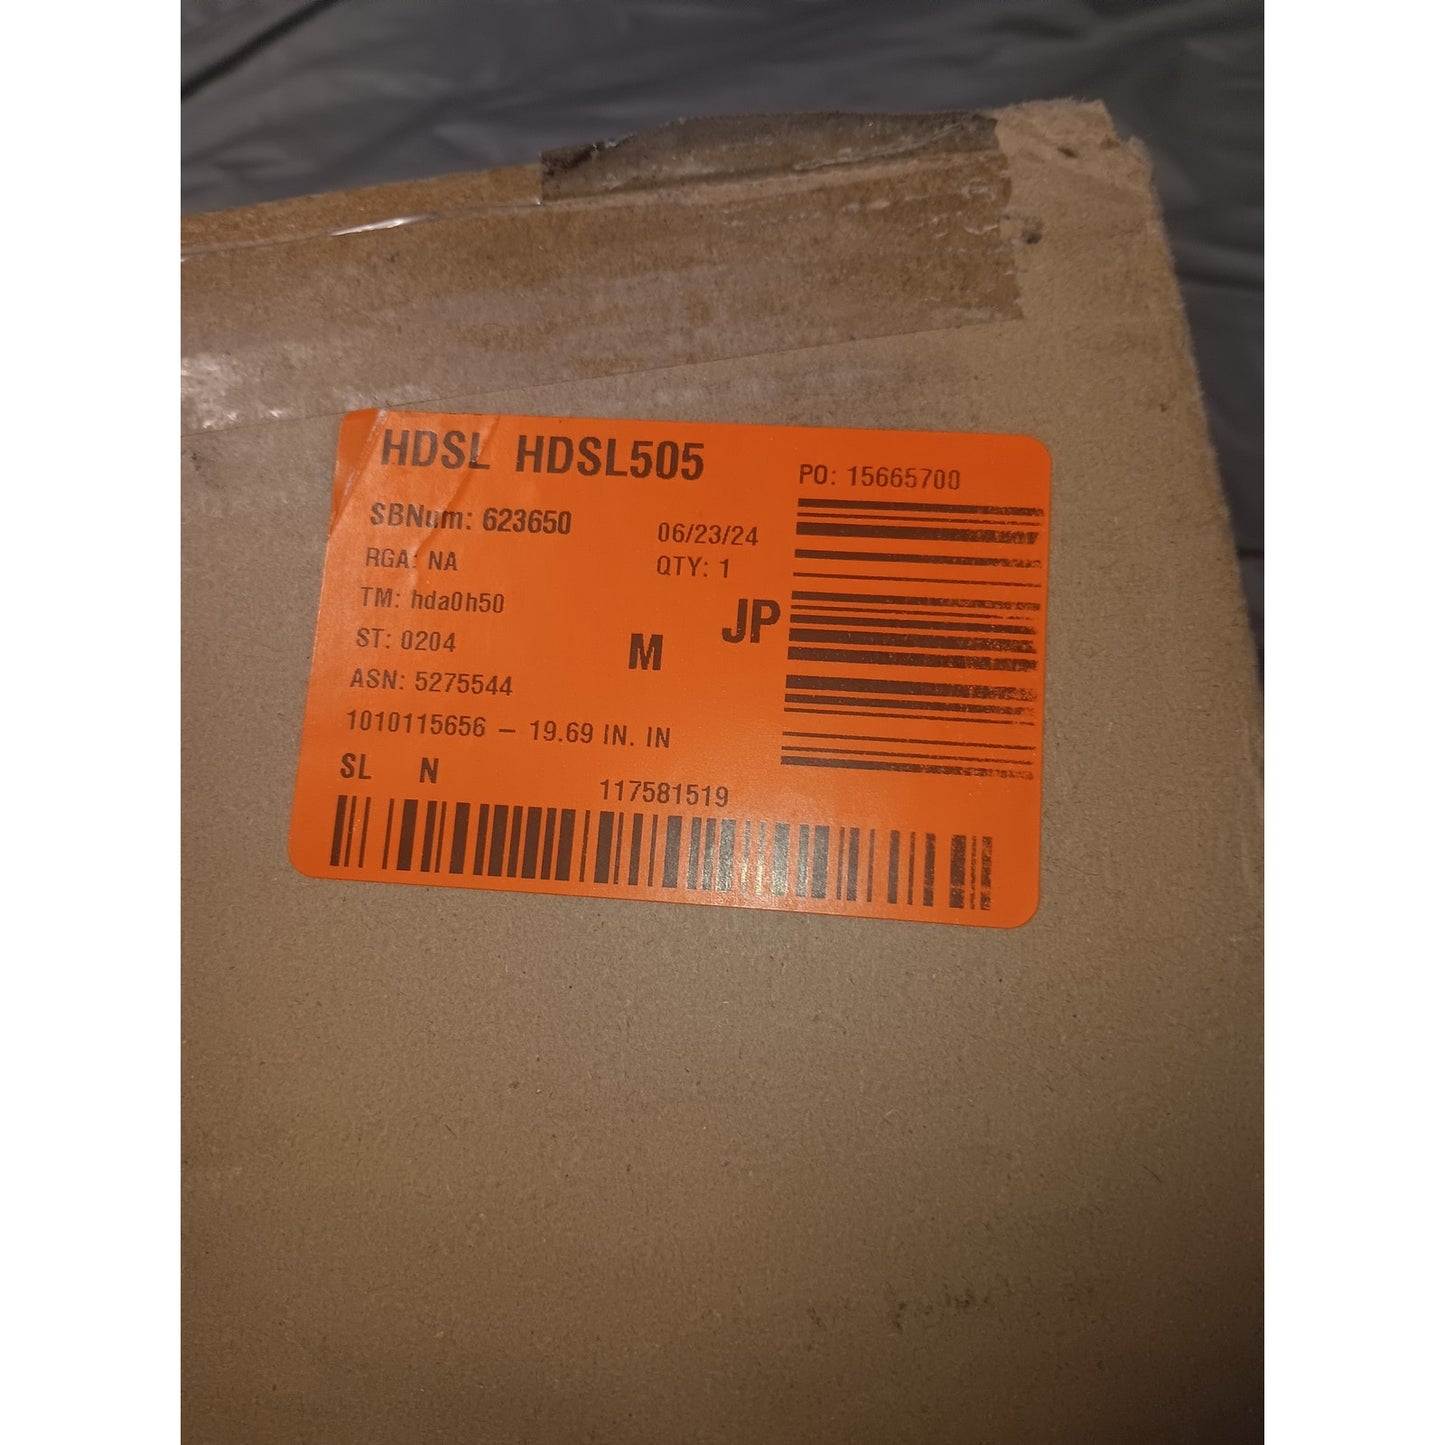 HDSL HDSL505
PO: 15665700
SBNum: 623650
06/23/24
RGA: NA
QTY: 1
TM: hda0h50
JP
ST: 0204
M
ASN: 5275544
1010115656 – 19.69 IN. IN
SL N
117581519